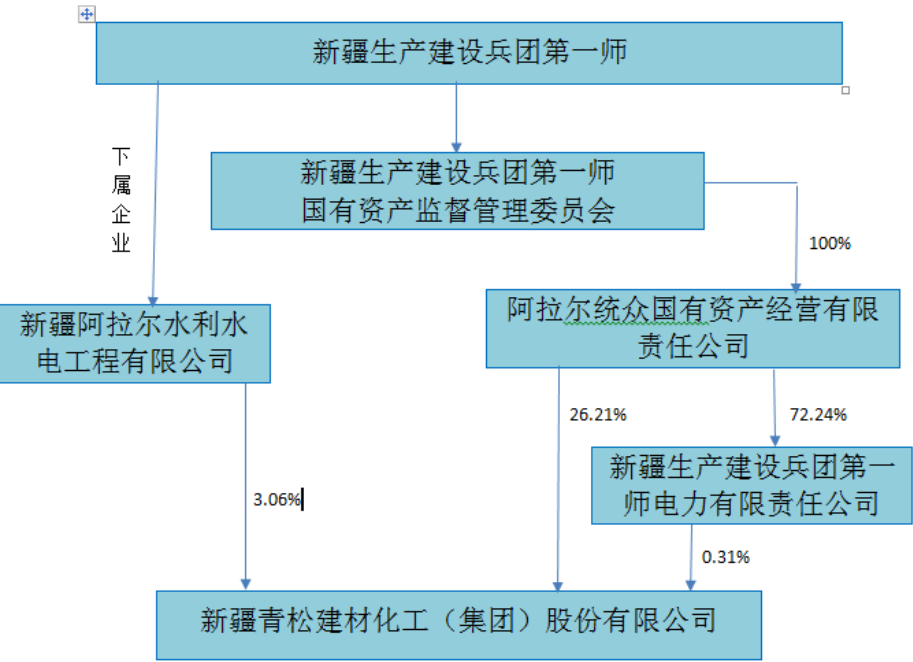 新疆生产建设兵团第一师
下属企业
新疆生产建设兵团第一师
国有资产监督管理委员会
100%
新疆阿拉尔水利水
电工程有限公司
阿拉尔统众国有资产经营有限
责任公司
26.21%
72.24%
新疆生产建设兵团第一
师电力有限责任公司
3.06%
0.31%
新疆青松建材化工（集团）股份有限公司